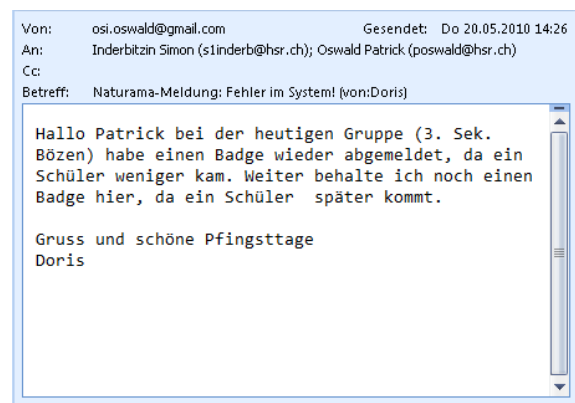 Von: osi.oswald@gmail.com Gesendet: Do 20.05.2010 14:26
An: Inderbitzin Simon (s1inderb@hsr.ch); Oswald Patrick (poswald@hsr.ch)
Cc:
Betreff: Naturama-Meldung: Fehler im System! (von:Doris)
Hallo Patrick bei der heutigen Gruppe (3. Sek.
Bözen) habe einen Badge wieder abgemeldet, da ein
Schüler weniger kam. Weiter behalte ich noch einen
Badge hier, da ein Schüler  später kommt.
Gruss und schöne Pfingsttage
Doris